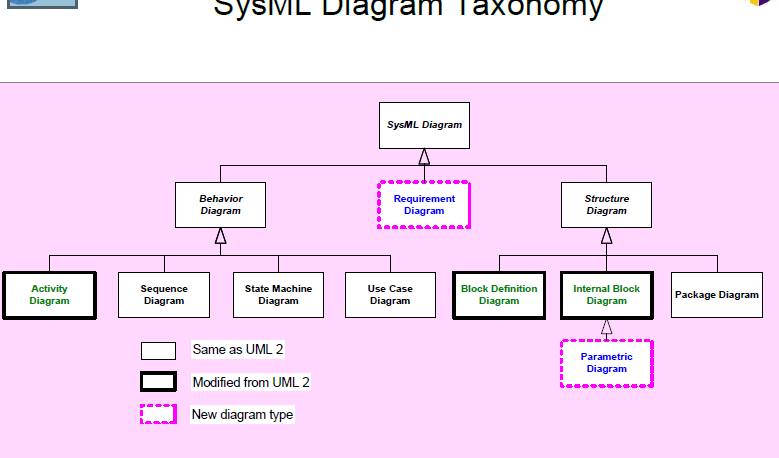 SysML Diagram Taxonomy
SysML Diagram
Behavior
Diagram
Requirement
Diagram
Structure
Diagram
Activity
Diagram
Sequence
Diagram
State Machine
Diagram
Use Case
Diagram
Block Definition
Diagram
Internal Block
Diagram
Package Diagram
Parametric
Diagram
Same as UML 2
Modified from UML 2
New diagram type